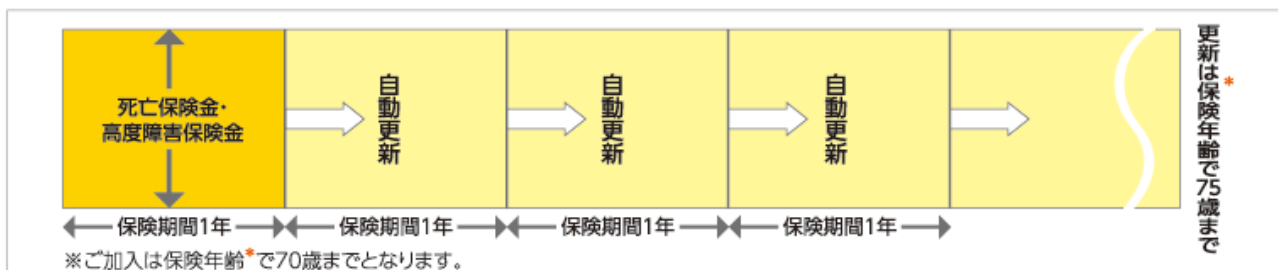 死亡保険金・
高度障害保険金
自動更新
自動更新
自動更新
更新は保険年齢*で75歳まで
保険期間1年
保険期間1年
保険期間1年
保険期間1年
※ご加入は保険年齢*で70歳までとなります。